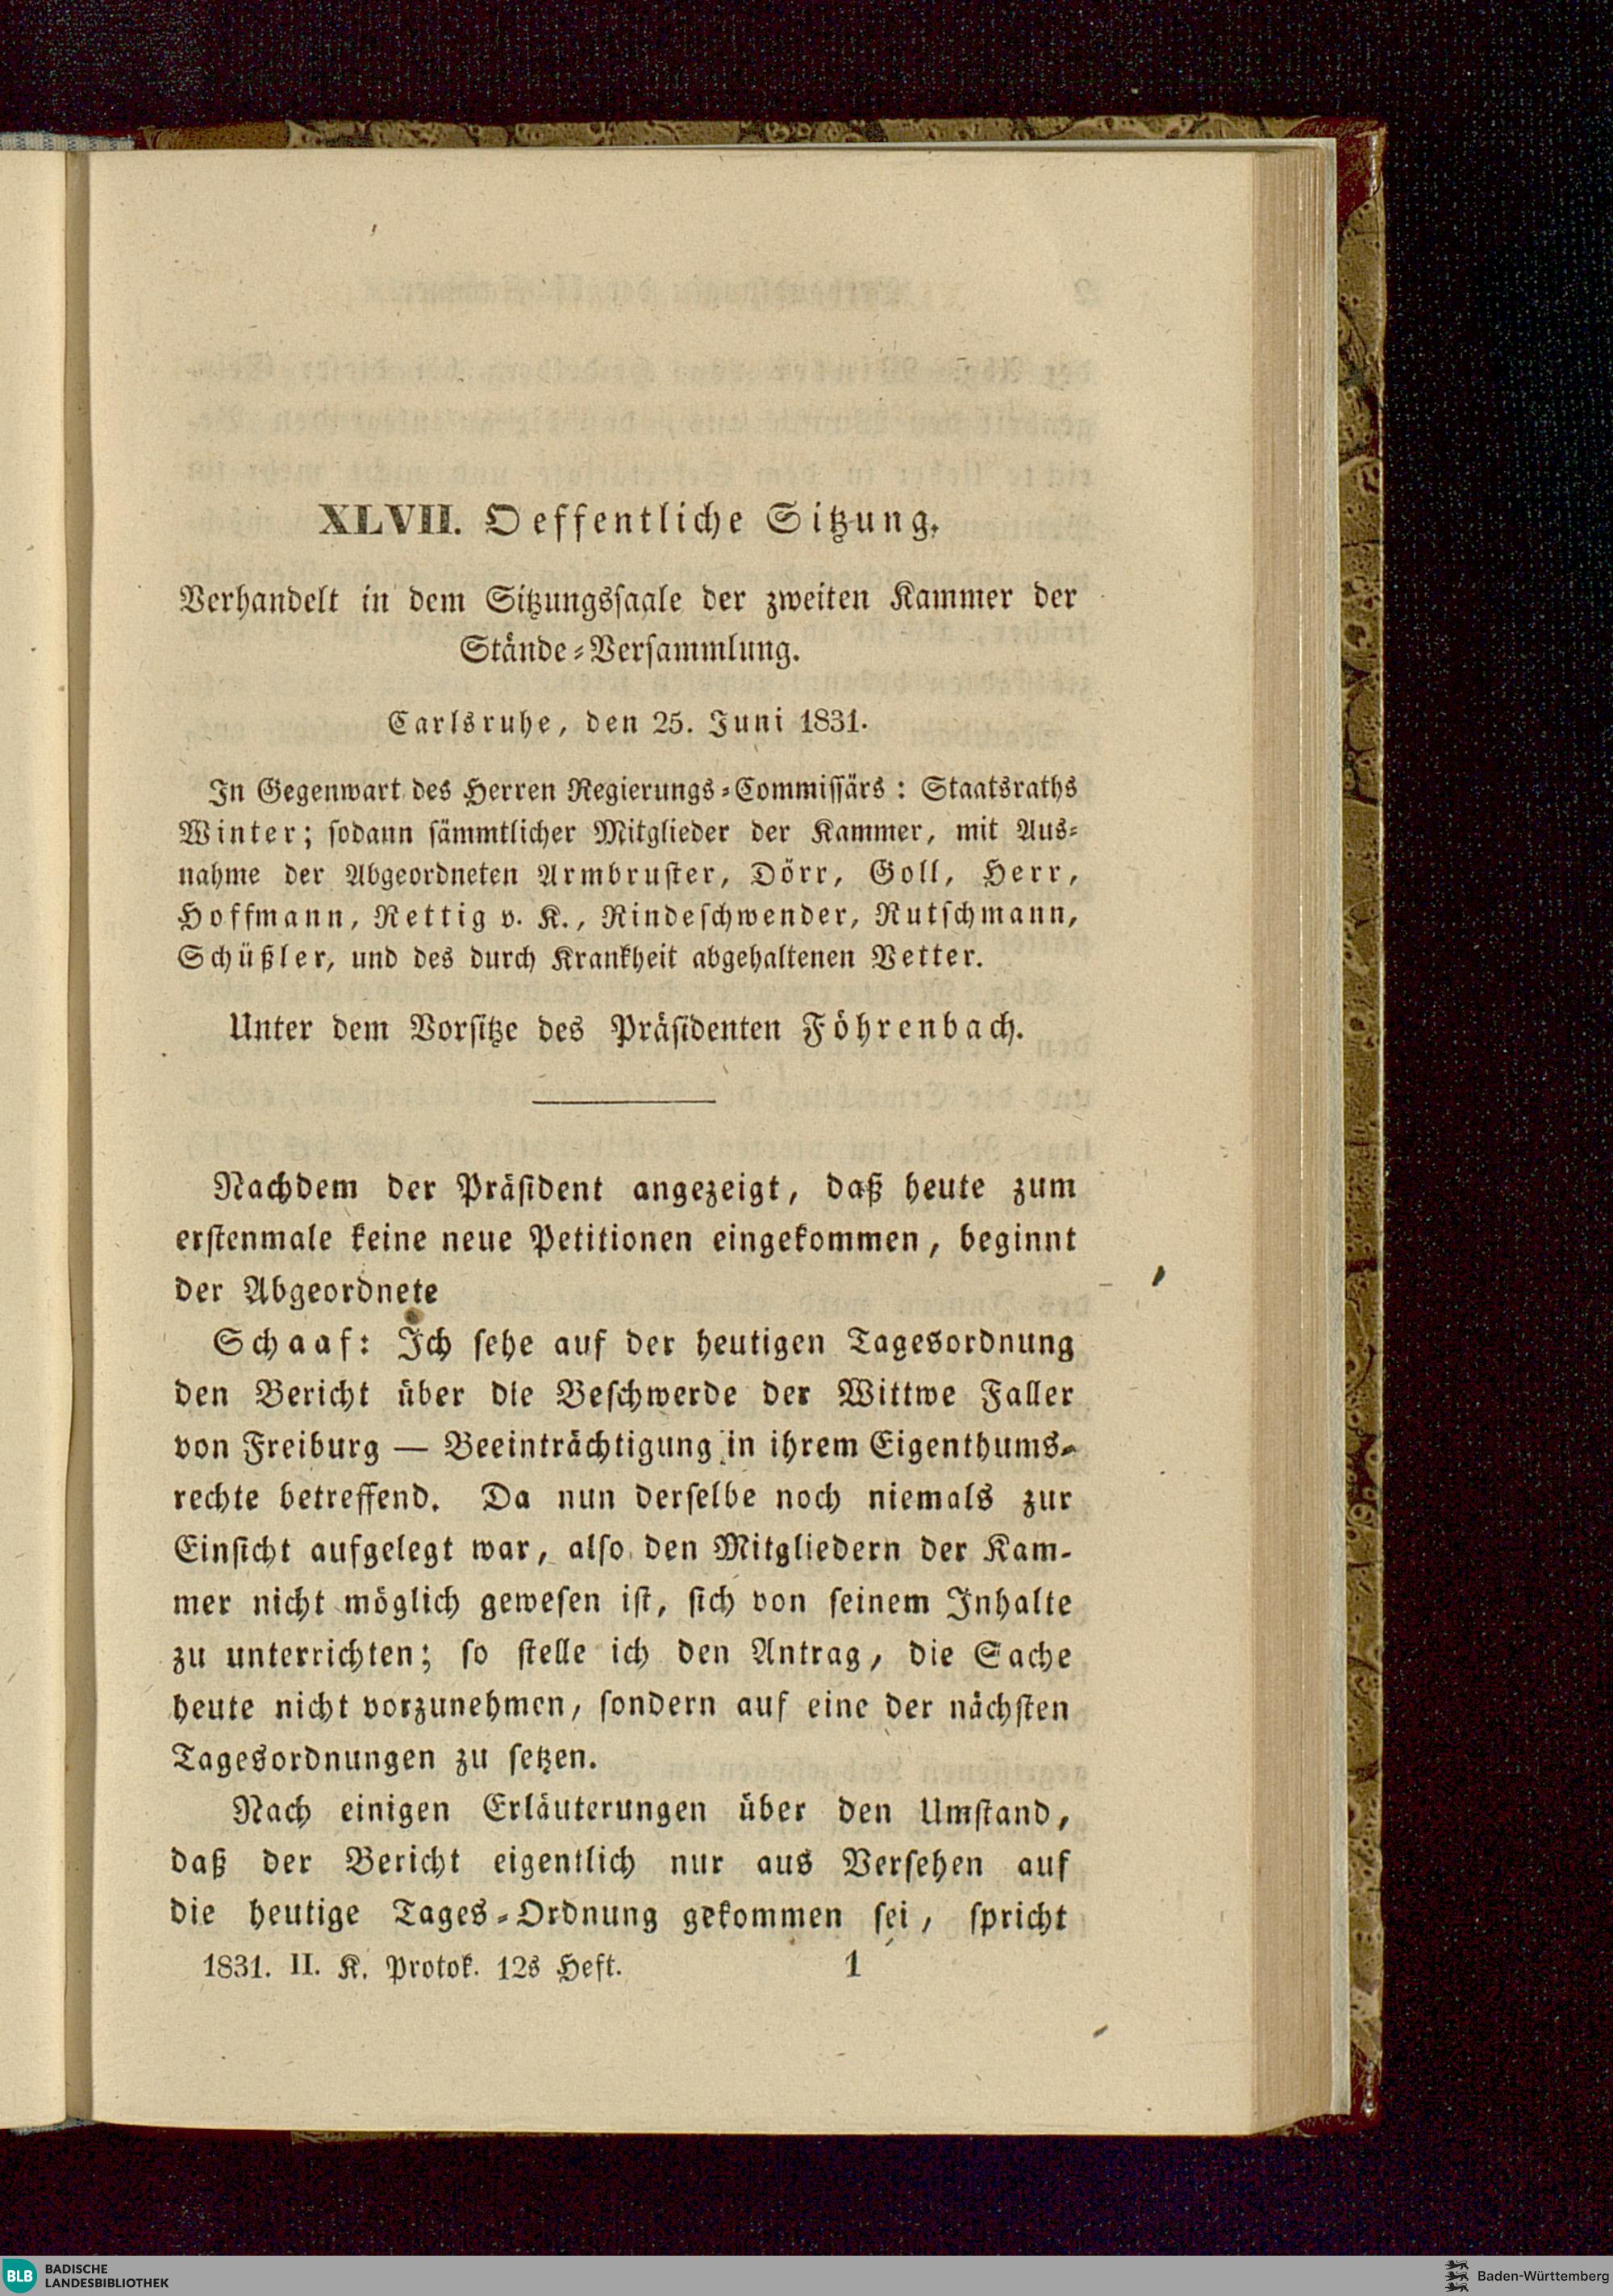 XLVII. Oeffentliche Sitzung.
Verhandelt in dem Sitzungssaale der zweiten Kammer der
Stände-Versammlung.
Carlsruhe, den 25. Juni 1831.
In Gegenwart des Herren Regierungs-Commissärs: Staatsraths
Winter; sodann sämmtlicher Mitglieder der Kammer, mit Aus-
nahme der Abgeordneten Armbruster, Dörr, Goll, Herr,
Hoffmann, Rettig v. K., Rindeschwender, Rutschmann,
Schüßler, und des durch Krankheit abgehaltenen Vetter.
Unter dem Vorsitze des Präsidenten Föhrenbach.
Nachdem der Präsident angezeigt, daß heute zum
erstenmale keine neue Petitionen eingekommen, beginnt
der Abgeordnete
Schaaf: Ich sehe auf der heutigen Tagesordnung
den Bericht über die Beschwerde der Wittwe Faller
von Freiburg — Beeinträchtigung in ihrem Eigenthums-
rechte betreffend. Da nun derselbe noch niemals zur
Einsicht aufgelegt war, also den Mitgliedern der Kam-
mer nicht möglich gewesen ist, sich von seinem Inhalte
zu unterrichten; so stelle ich den Antrag, die Sache
heute nicht vorzunehmen, sondern auf eine der nächsten
Tagesordnungen zu setzen.
Nach einigen Erläuterungen über den Umstand,
daß der Bericht eigentlich nur aus Versehen auf
die heutige Tages-Ordnung gekommen sei, spricht
1831. II. K. Protok. 12s Heft. 1
BLB BADISCHE
LANDESBIBLIOTHEK
Baden-Württemberg